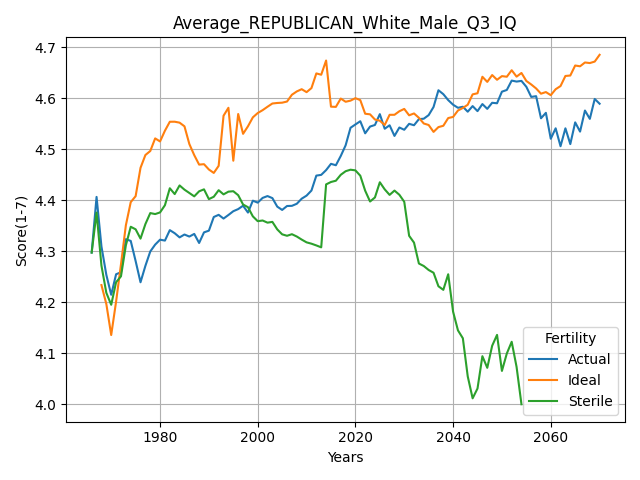 Average_REPUBLICAN_White_Male_Q3_IQ
Score(1-7)
4.7
4.6
4.5
4.4
4.3
4.2
4.1
4.0
1980 2000 2020 2040 2060
Years
Fertility
Actual
Ideal
Sterile